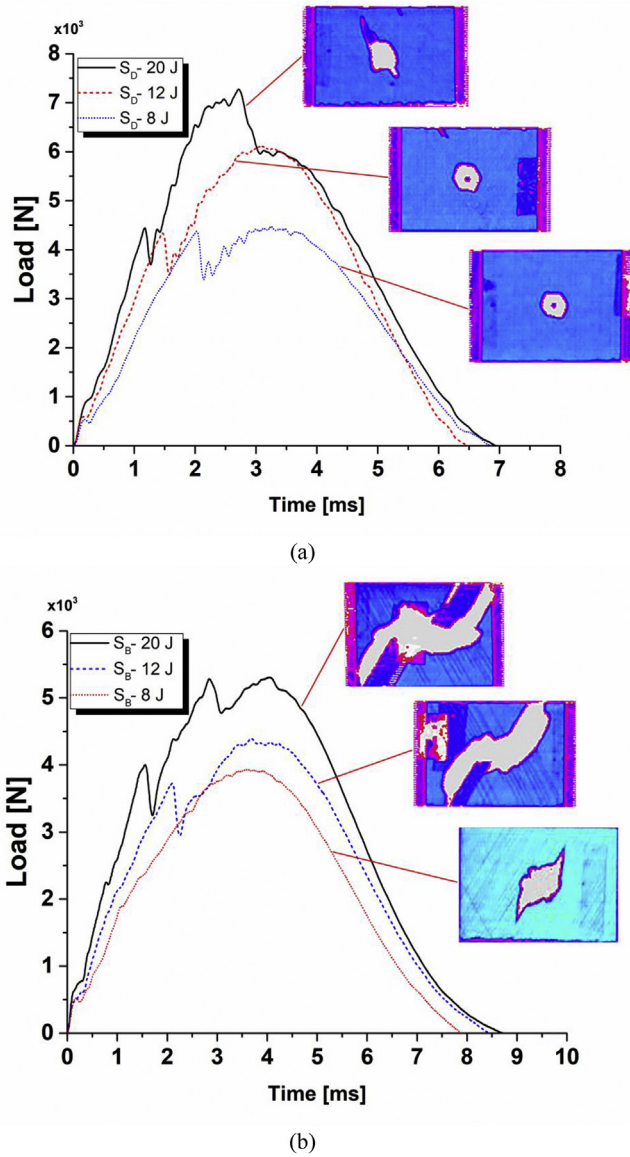 x10³
8
7
6
5
4
3
2
1
0
Load [N]
S_D- 20 J
S_D- 12 J
S_D- 8 J
0 1 2 3 4 5 6 7 8
Time [ms]
(a)
x10³
6
5
4
3
2
1
0
Load [N]
S_B- 20 J
S_B- 12 J
S_B- 8 J
0 1 2 3 4 5 6 7 8 9 10
Time [ms]
(b)